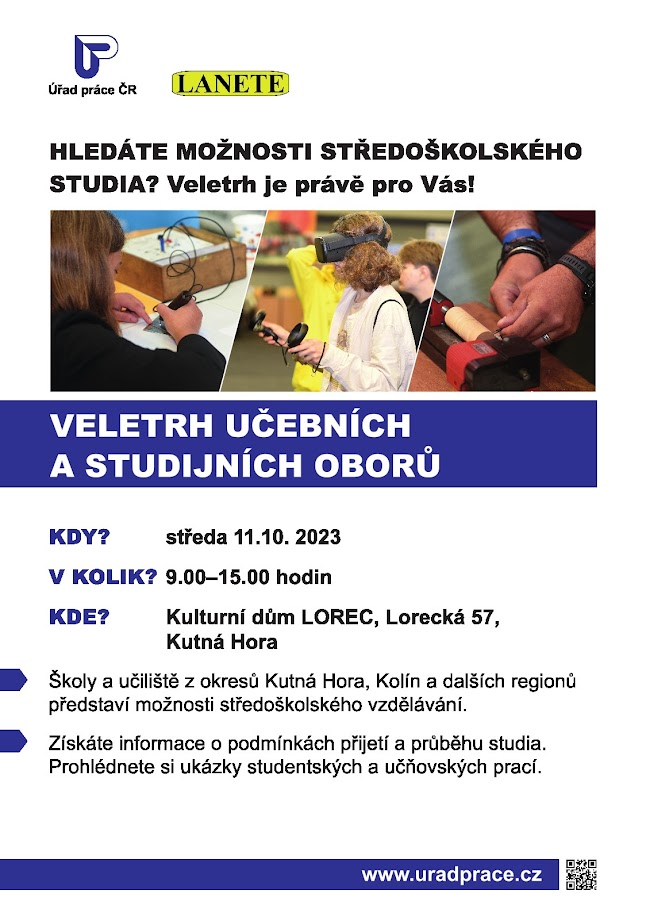 Úřad práce ČR
LANETE
HLEDÁTE MOŽNOSTI STŘEDOŠKOLSKÉHO
STUDIA? Veletrh je právě pro Vás!
VELETRH UČEBNÍCH
A STUDIJNÍCH OBORŮ
KDY? středa 11.10. 2023
V KOLIK? 9.00–15.00 hodin
KDE? Kulturní dům LOREC, Lorecká 57,
Kutná Hora
Školy a učiliště z okresů Kutná Hora, Kolín a dalších regionů
představí možnosti středoškolského vzdělávání.
Získáte informace o podmínkách přijetí a průběhu studia.
Prohlédnete si ukázky studentských a učňovských prací.
www.uradprace.cz